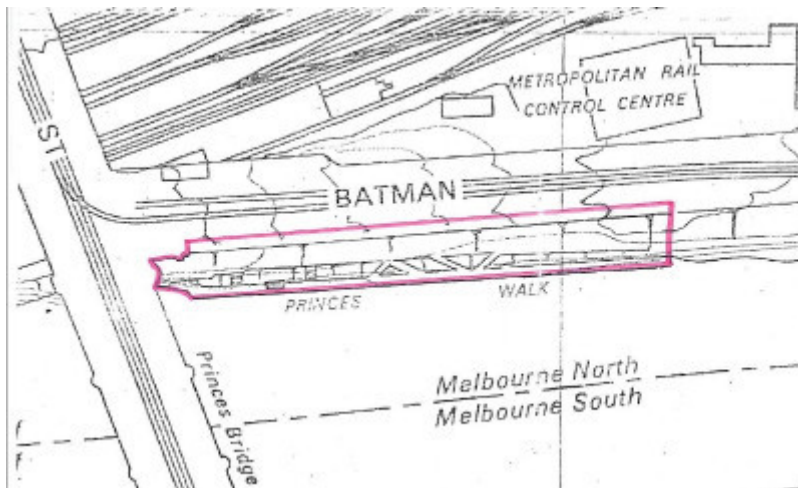 ST
METROPOLITAN RAIL
CONTROL CENTRE
BATMAN
PRINCES WALK
Princes Bridge
Melbourne North
Melbourne South